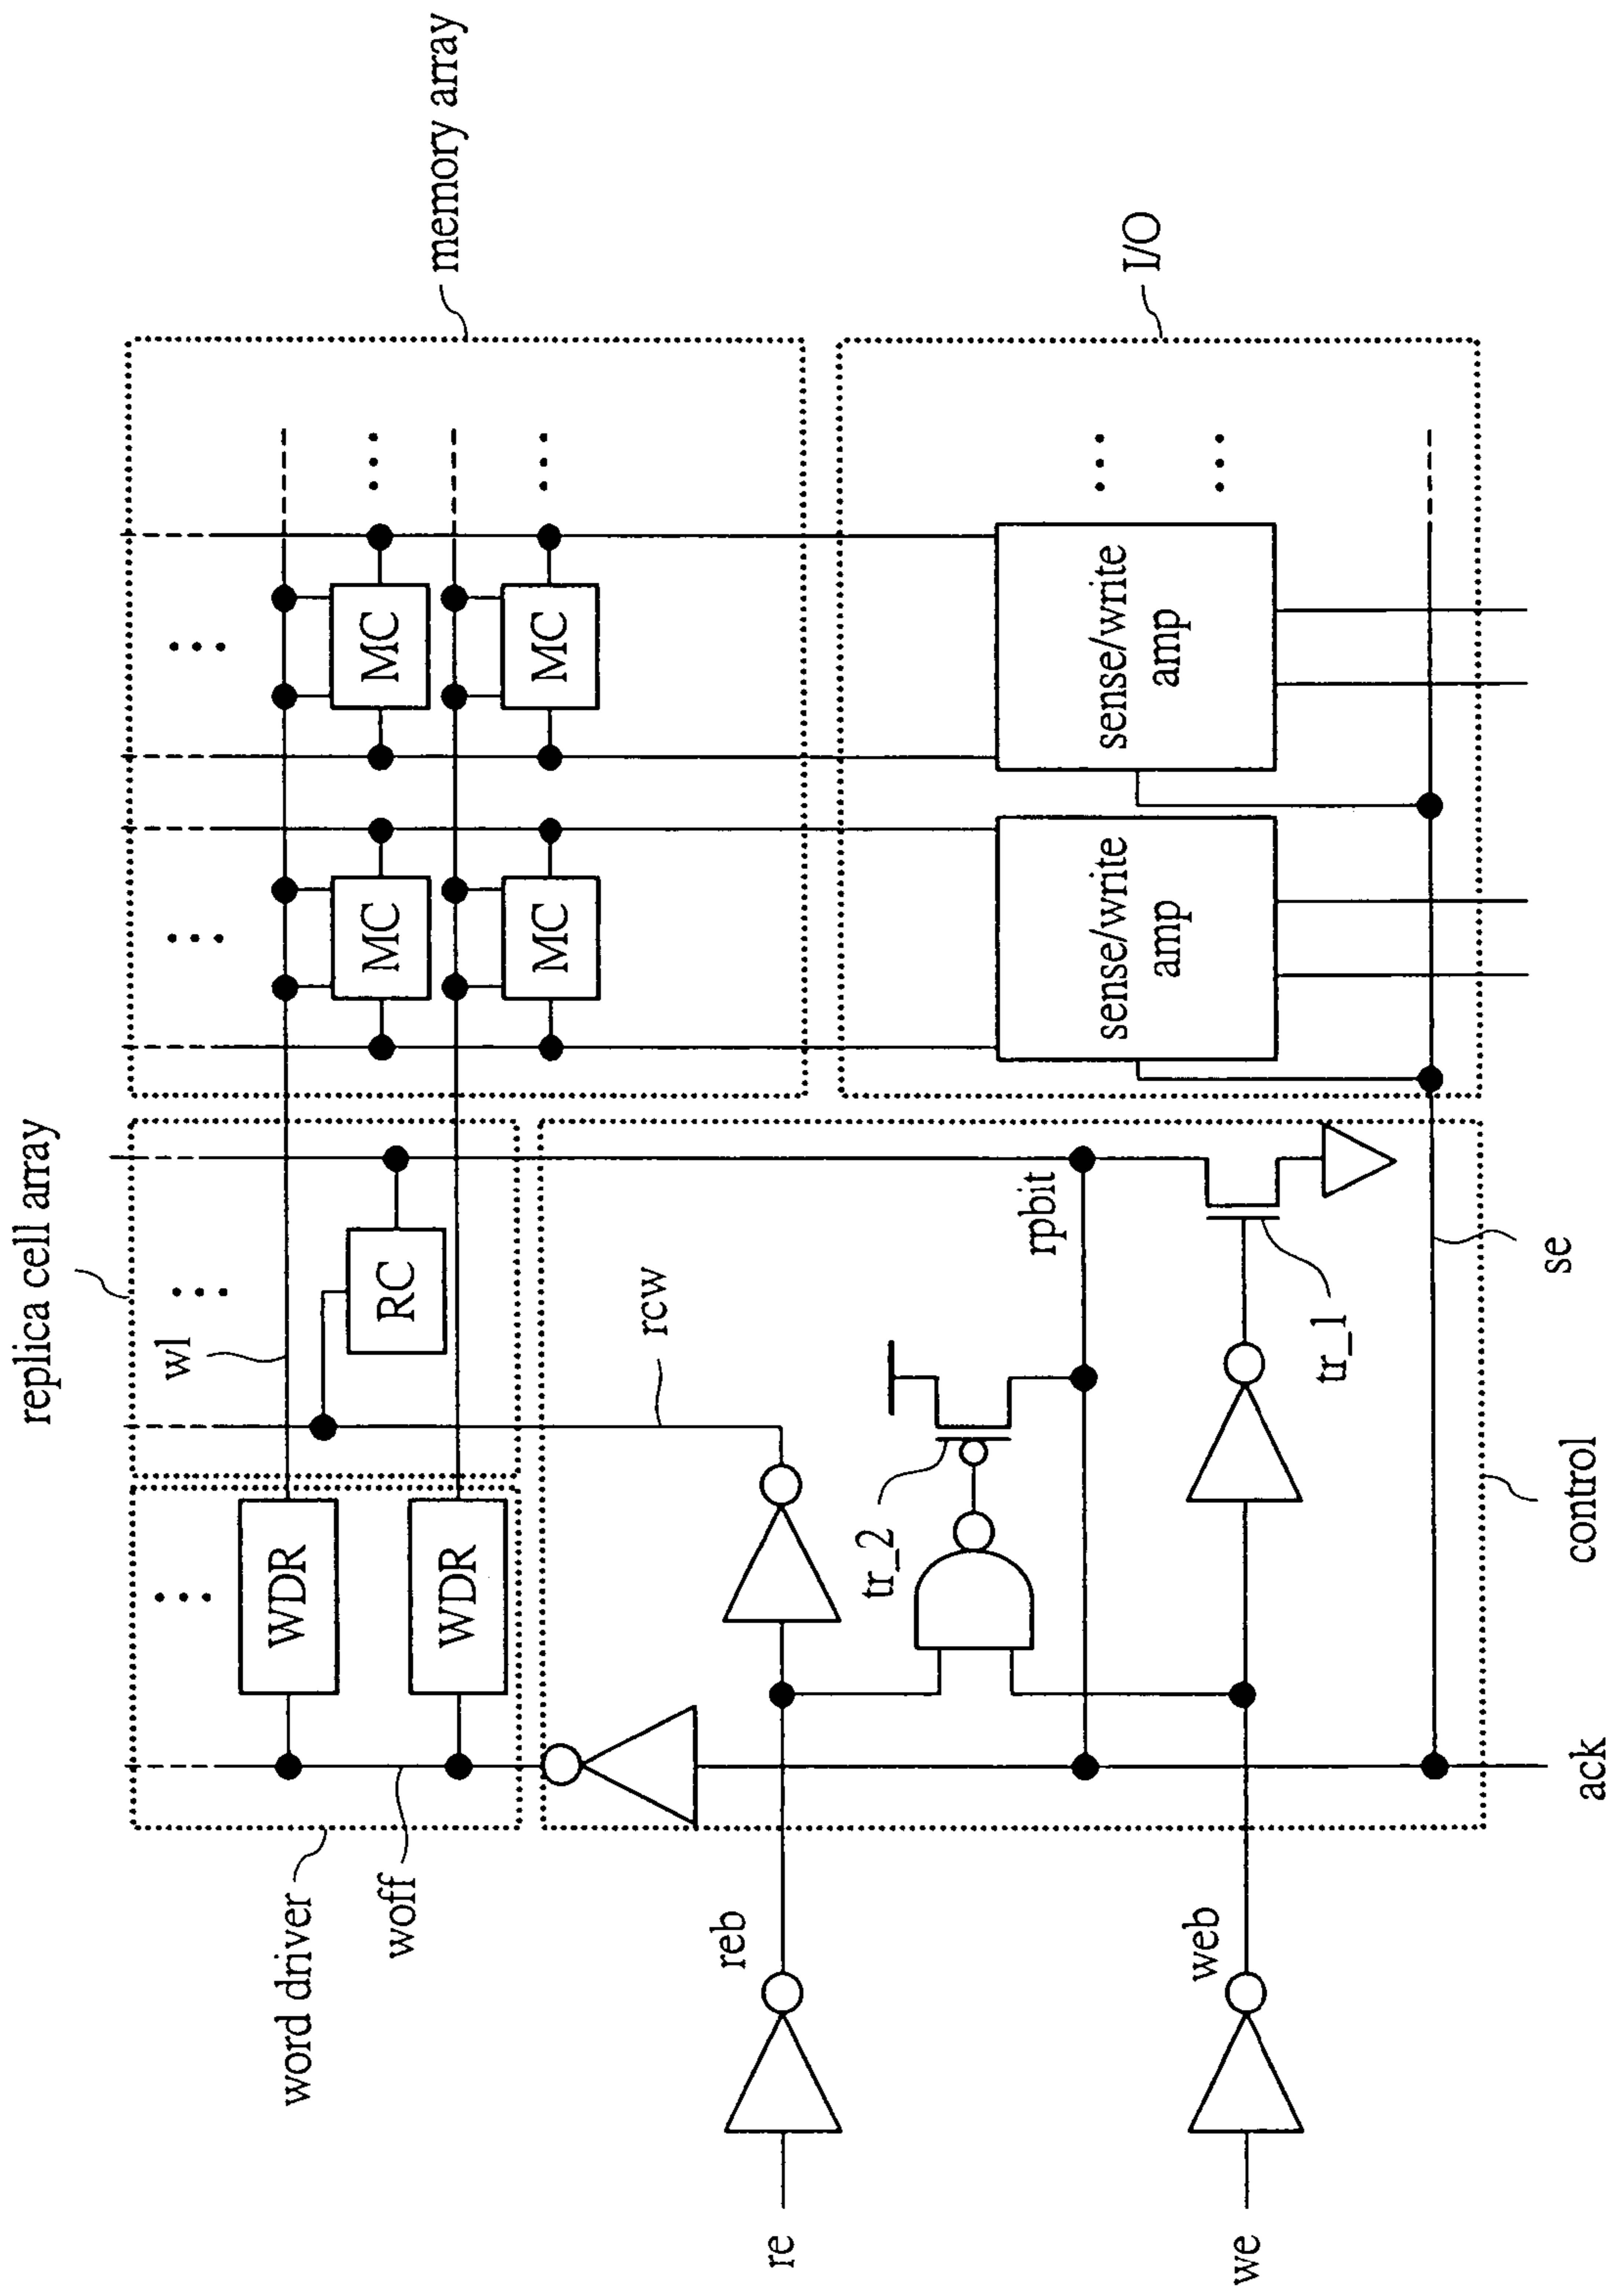 replica cell array
wl
word driver
WDR
RC
MC
MC
memory array
woff
WDR
MC
MC
rcw
reb
re
tr_2
rpbit
sense/write
amp
sense/write
amp
I/O
web
we
tr_1
ack
control
se